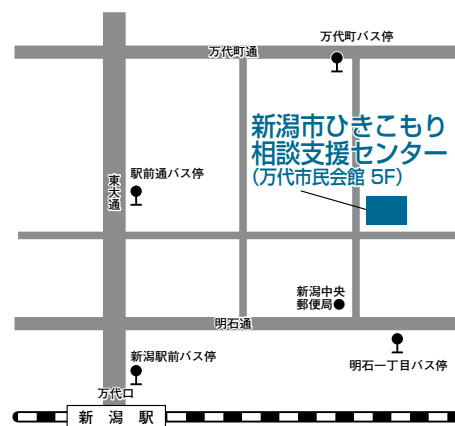 万代町バス停
万代町通
新潟市ひきこもり
相談支援センター
(万代市民会館 5F)
駅前通バス停
東大通
新潟中央
郵便局
明石通
新潟駅前バス停
明石一丁目バス停
万代口
新潟駅